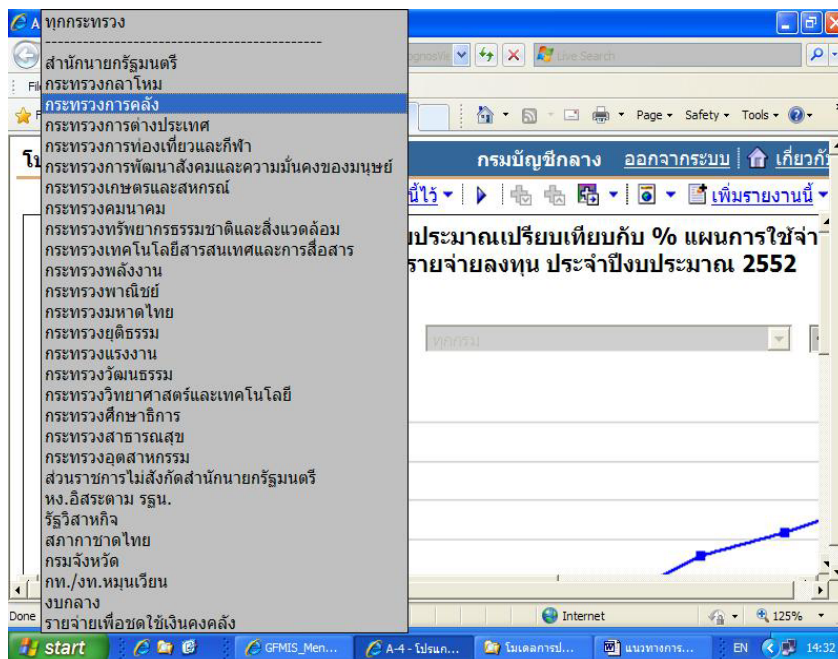 ทุกกระทรวง
------------------------------------------
สำนักนายกรัฐมนตรี
กระทรวงกลาโหม
กระทรวงการคลัง
กระทรวงการต่างประเทศ
กระทรวงการท่องเที่ยวและกีฬา
กระทรวงการพัฒนาสังคมและความมั่นคงของมนุษย์
กระทรวงเกษตรและสหกรณ์
กระทรวงคมนาคม
กระทรวงทรัพยากรธรรมชาติและสิ่งแวดล้อม
กระทรวงเทคโนโลยีสารสนเทศและการสื่อสาร
กระทรวงพลังงาน
กระทรวงพาณิชย์
กระทรวงมหาดไทย
กระทรวงยุติธรรม
กระทรวงแรงงาน
กระทรวงวัฒนธรรม
กระทรวงวิทยาศาสตร์และเทคโนโลยี
กระทรวงศึกษาธิการ
กระทรวงสาธารณสุข
กระทรวงอุตสาหกรรม
ส่วนราชการไม่สังกัดสำนักนายกรัฐมนตรี
หง.อิสระตาม รฐน.
รัฐวิสาหกิจ
สภากาชาดไทย
กรมจังหวัด
กท./งท.หมุนเวียน
งบกลาง
รายจ่ายเพื่อชดใช้เงินคงคลัง
Live Search
Page Safety Tools
กรมบัญชีกลาง ออกจากระบบ เกี่ยวกับ
นี้ไว้ เพิ่มรายงานนี้
ประมาณเปรียบเทียบกับ % แผนการใช้จ่า
รายจ่ายลงทุน ประจำปีงบประมาณ 2552
ทุกกรม
Done Internet 125%
start GFMIS_Men... A-4 - โปรแก... โมเดลการป... แนวทางการ... EN 14:32